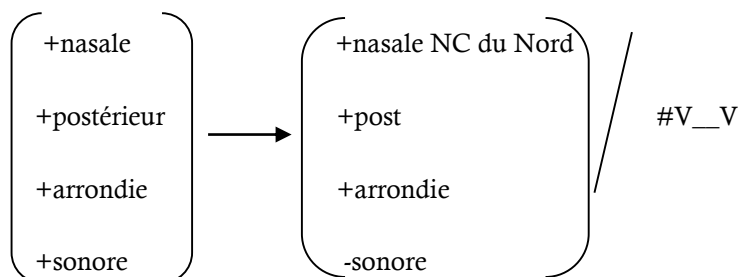 +nasale +nasale NC du Nord
+postérieur +post #V__V
+arrondie +arrondie
+sonore -sonore